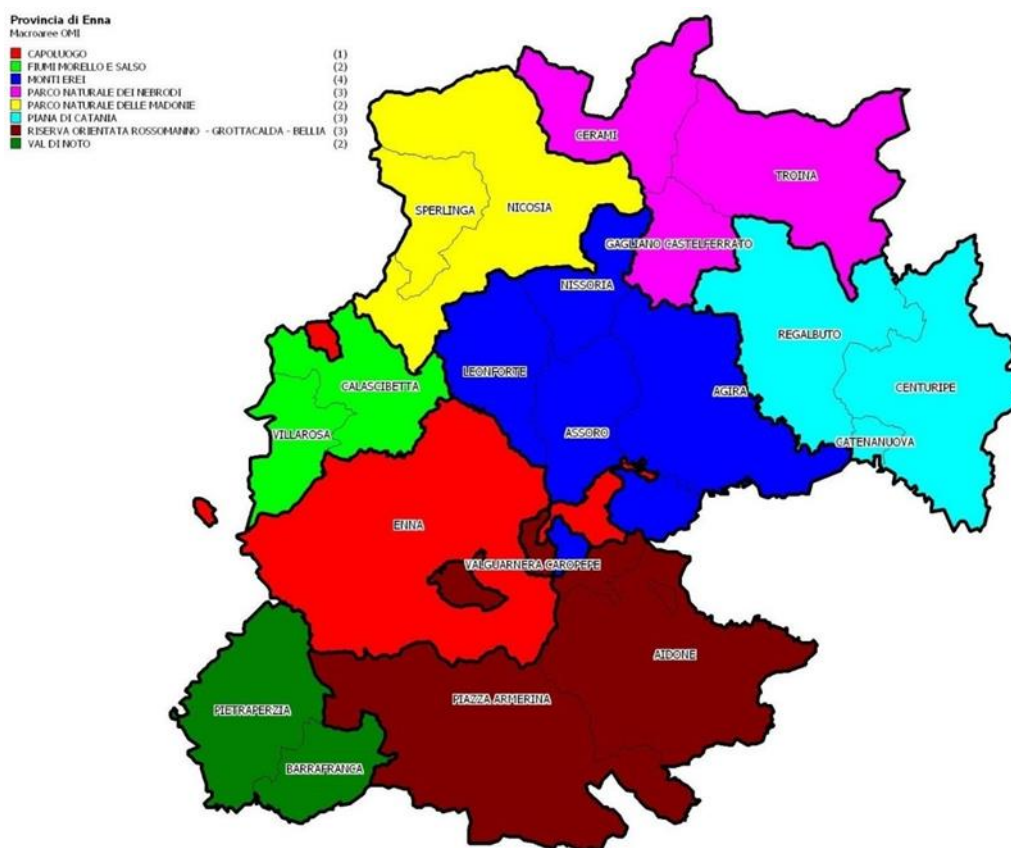 Provincia di Enna
Macroaree OMI
CAPOLUOGO (1)
FIUMI MORELLO E SALSO (2)
MONTI EREI (4)
PARCO NATURALE DEI NEBRODI (3)
PARCO NATURALE DELLE MADONIE (2)
PIANA DI CATANIA (3)
RISERVA ORIENTATA ROSSOMANNO - GROTTACALDA - BELLIA (3)
VAL DI NOTO (2)
CERAMI
TROINA
SPERLINGA
NICOSIA
GAGLIANO CASTELFERRATO
NISSORIA
REGALBUTO
LEONFORTE
CALASCIBETTA
AGIRA
CENTURIPE
VILLAROSA
ASSORO
CATENANUOVA
ENNA
VALGUARNERA CAROPEPE
AIDONE
PIAZZA ARMERINA
PIETRAPERZIA
BARRAFRANCA